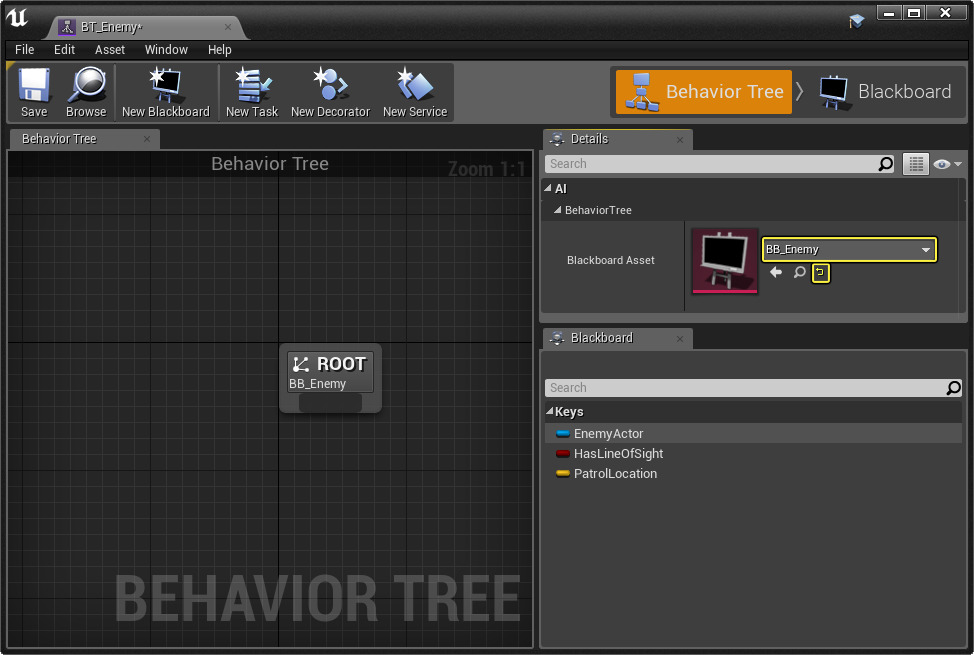 BT_Enemy*
File Edit Asset Window Help
Save Browse New Blackboard New Task New Decorator New Service
Behavior Tree Blackboard
Behavior Tree
Behavior Tree
Zoom 1:1
ROOT
BB_Enemy
BEHAVIOR TREE
Details
Search
AI
BehaviorTree
Blackboard Asset
BB_Enemy
Blackboard
Search
Keys
EnemyActor
HasLineOfSight
PatrolLocation